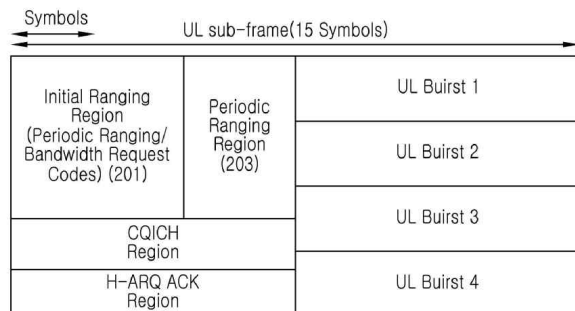 Symbols
UL sub-frame(15 Symbols)
Initial Ranging
Region
(Periodic Ranging/
Bandwidth Request
Codes) (201)
Periodic
Ranging
Region
(203)
CQICH
Region
H-ARQ ACK
Region
UL Buirst 1
UL Buirst 2
UL Buirst 3
UL Buirst 4